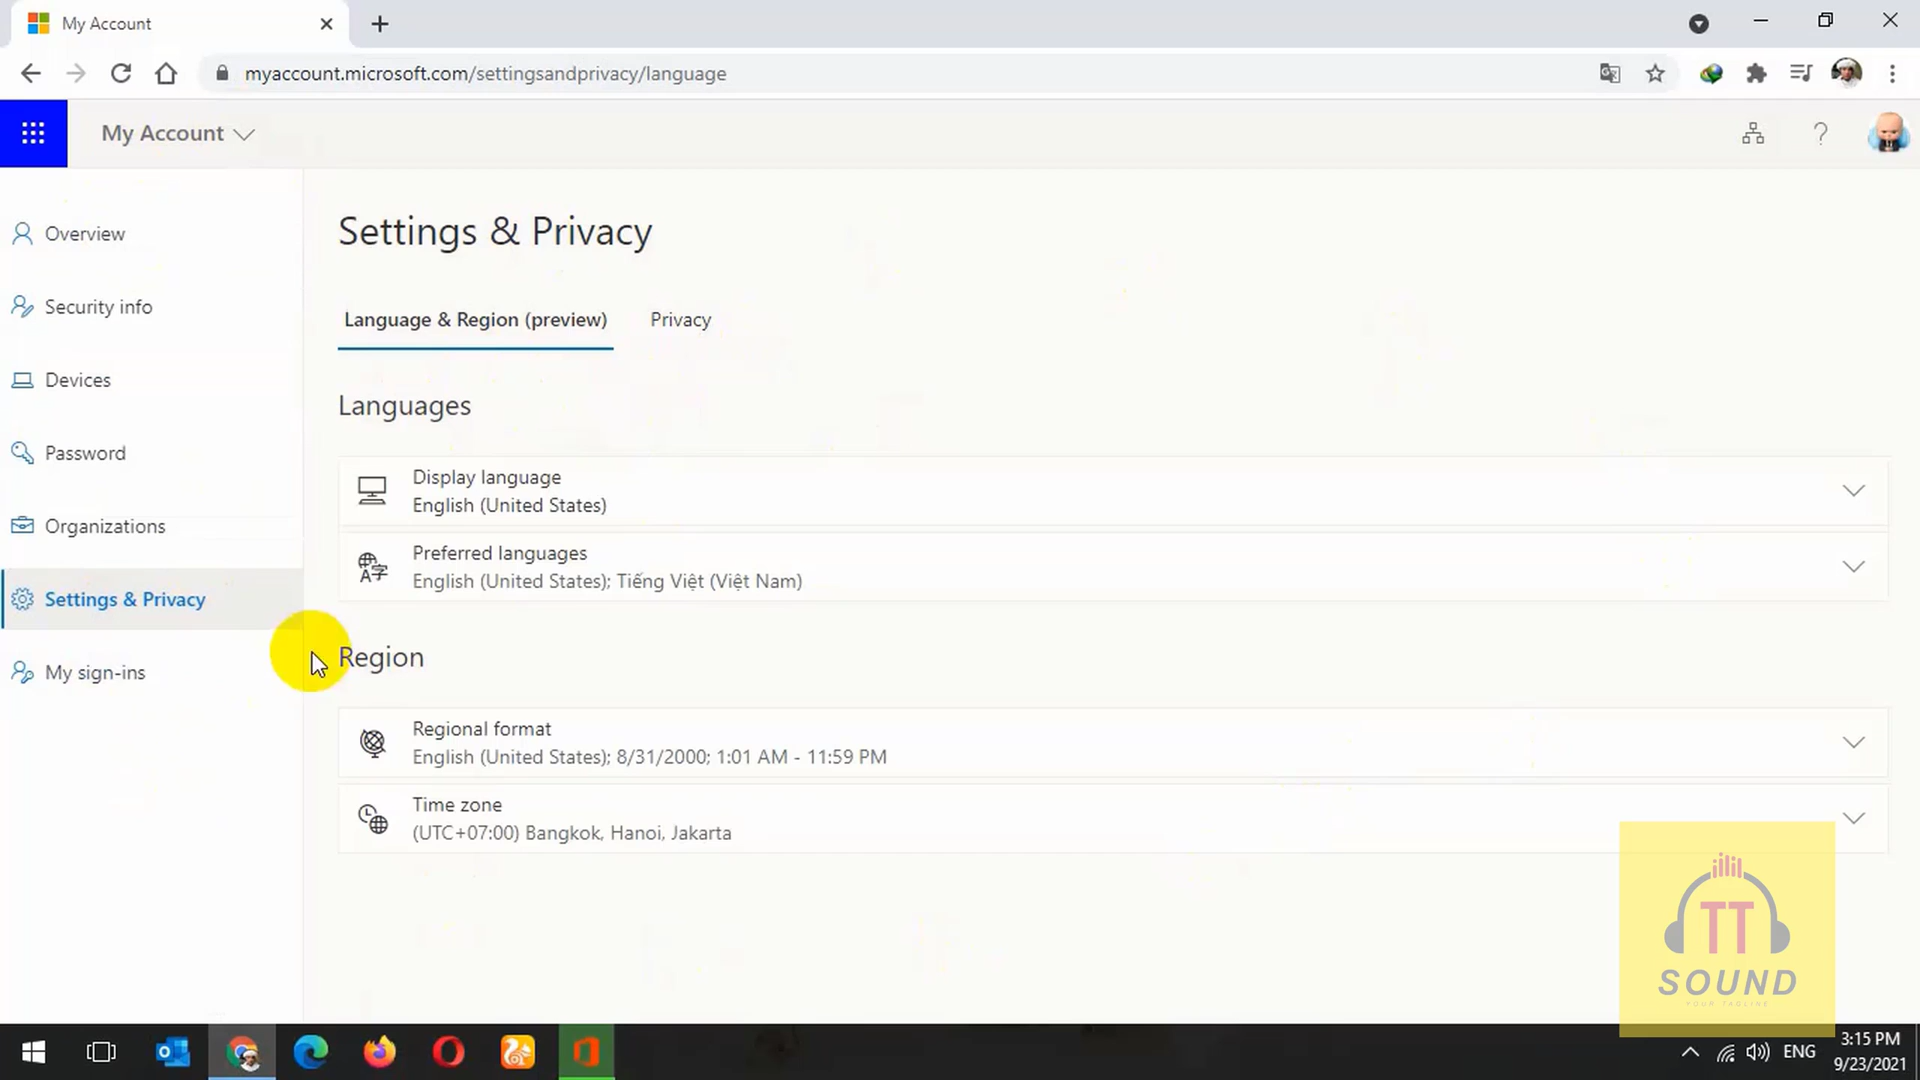 My Account
myaccount.microsoft.com/settingsandprivacy/language
My Account
Overview
Security info
Devices
Password
Organizations
Settings & Privacy
My sign-ins
Settings & Privacy
Language & Region (preview)
Privacy
Languages
Display language
English (United States)
Preferred languages
English (United States); Tiếng Việt (Việt Nam)
Region
Regional format
English (United States); 8/31/2000; 1:01 AM - 11:59 PM
Time zone
(UTC+07:00) Bangkok, Hanoi, Jakarta
TT
SOUND
YOUR TAGLINE
ENG
3:15 PM
9/23/2021